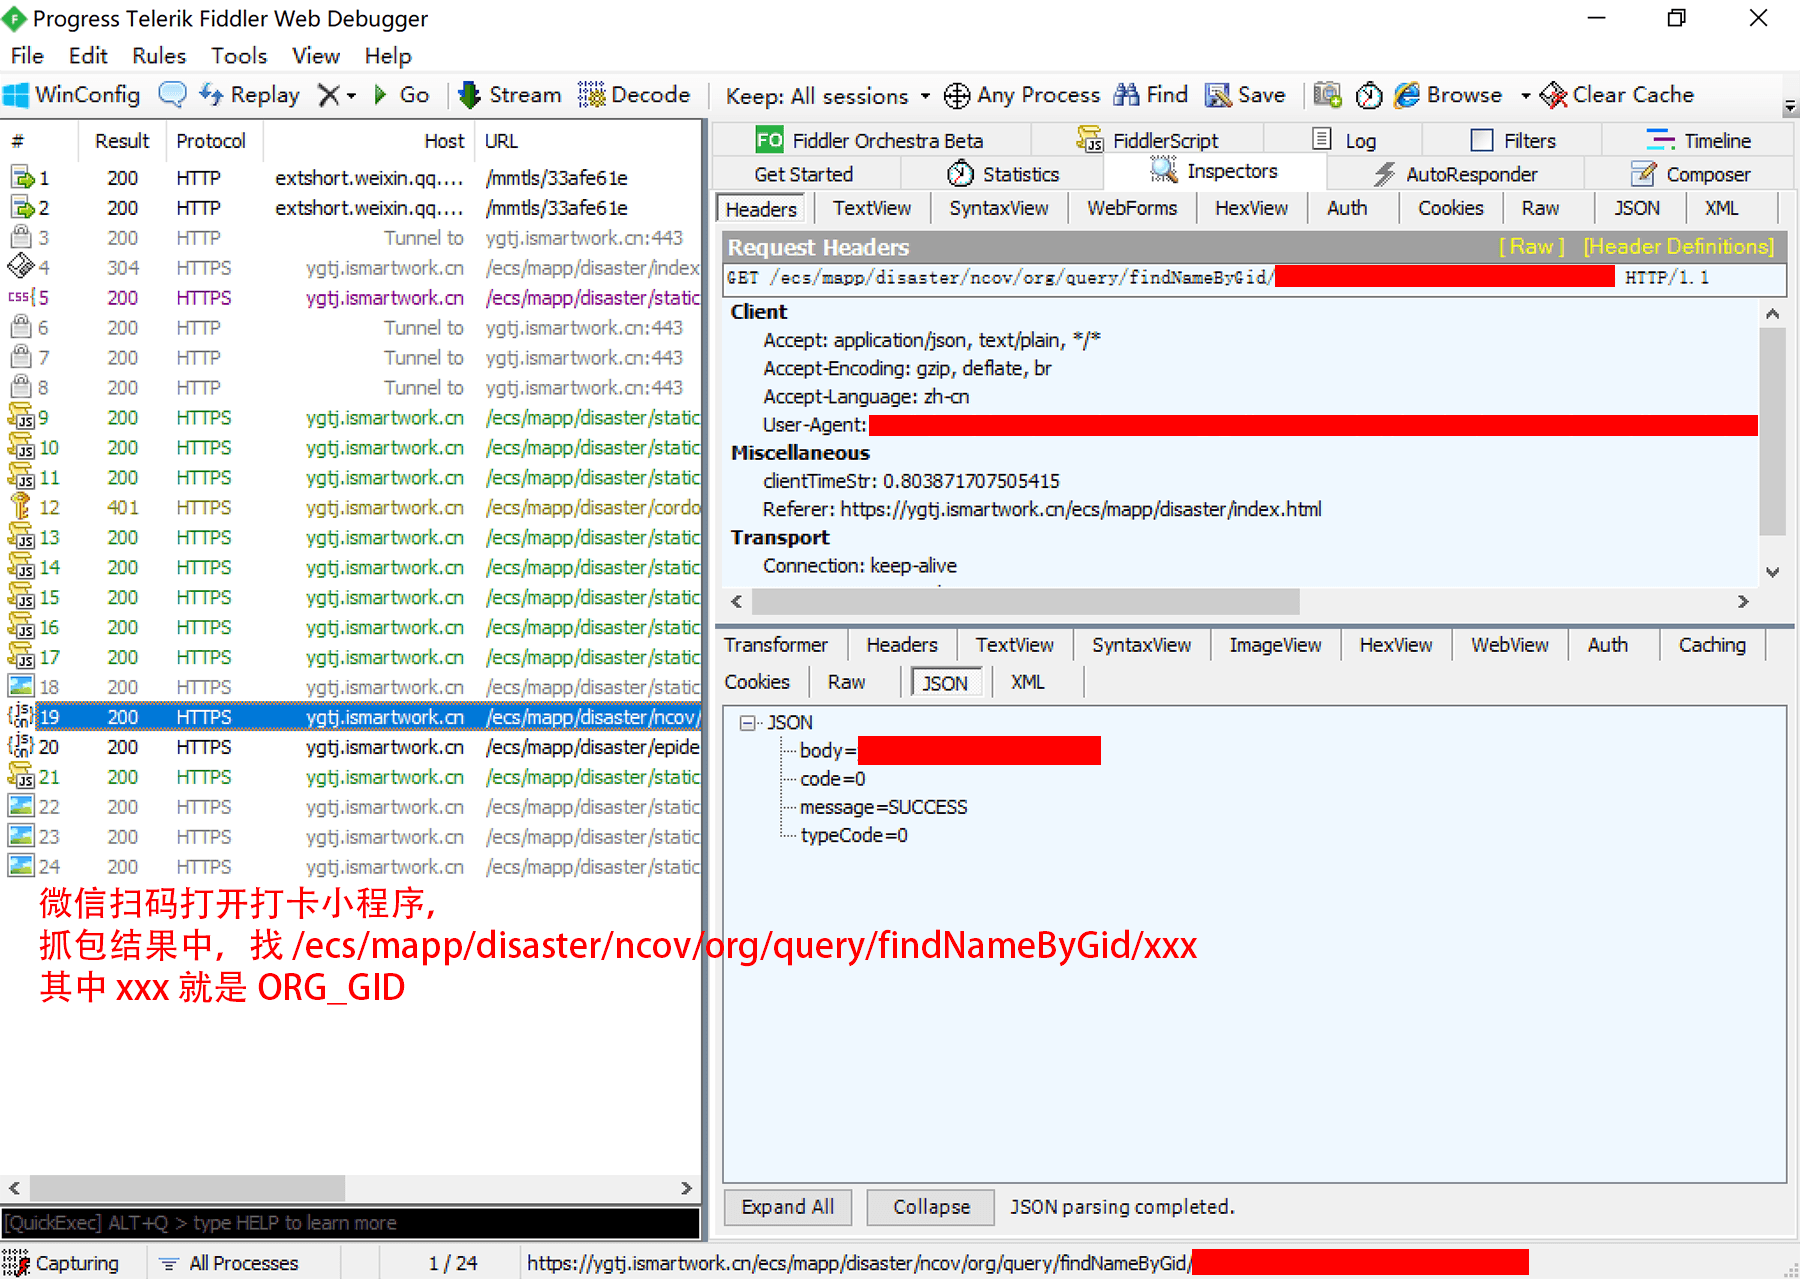 Progress Telerik Fiddler Web Debugger
File Edit Rules Tools View Help
WinConfig Replay Go Stream Decode Keep: All sessions Any Process Find Save Browse Clear Cache
# Result Protocol Host URL
1 200 HTTP extshort.weixin.qq.... /mmtls/33afe61e
2 200 HTTP extshort.weixin.qq.... /mmtls/33afe61e
3 200 HTTP Tunnel to ygtj.ismartwork.cn:443
4 304 HTTPS ygtj.ismartwork.cn /ecs/mapp/disaster/index
5 200 HTTPS ygtj.ismartwork.cn /ecs/mapp/disaster/static
6 200 HTTP Tunnel to ygtj.ismartwork.cn:443
7 200 HTTP Tunnel to ygtj.ismartwork.cn:443
8 200 HTTP Tunnel to ygtj.ismartwork.cn:443
9 200 HTTPS ygtj.ismartwork.cn /ecs/mapp/disaster/static
10 200 HTTPS ygtj.ismartwork.cn /ecs/mapp/disaster/static
11 200 HTTPS ygtj.ismartwork.cn /ecs/mapp/disaster/static
12 401 HTTPS ygtj.ismartwork.cn /ecs/mapp/disaster/cordo
13 200 HTTPS ygtj.ismartwork.cn /ecs/mapp/disaster/static
14 200 HTTPS ygtj.ismartwork.cn /ecs/mapp/disaster/static
15 200 HTTPS ygtj.ismartwork.cn /ecs/mapp/disaster/static
16 200 HTTPS ygtj.ismartwork.cn /ecs/mapp/disaster/static
17 200 HTTPS ygtj.ismartwork.cn /ecs/mapp/disaster/static
18 200 HTTPS ygtj.ismartwork.cn /ecs/mapp/disaster/static
19 200 HTTPS ygtj.ismartwork.cn /ecs/mapp/disaster/ncov/
20 200 HTTPS ygtj.ismartwork.cn /ecs/mapp/disaster/epide
21 200 HTTPS ygtj.ismartwork.cn /ecs/mapp/disaster/static
22 200 HTTPS ygtj.ismartwork.cn /ecs/mapp/disaster/static
23 200 HTTPS ygtj.ismartwork.cn /ecs/mapp/disaster/static
24 200 HTTPS ygtj.ismartwork.cn /ecs/mapp/disaster/static
微信扫码打开打卡小程序,
抓包结果中, 找 /ecs/mapp/disaster/ncov/org/query/findNameByGid/xxx
其中 xxx 就是 ORG_GID
FO Fiddler Orchestra Beta FiddlerScript Log Filters Timeline
Get Started Statistics Inspectors AutoResponder Composer
Headers TextView SyntaxView WebForms HexView Auth Cookies Raw JSON XML
Request Headers [ Raw ] [Header Definitions]
GET /ecs/mapp/disaster/ncov/org/query/findNameByGid/ HTTP/1.1
Client
Accept: application/json, text/plain, */*
Accept-Encoding: gzip, deflate, br
Accept-Language: zh-cn
User-Agent:
Miscellaneous
clientTimeStr: 0.803871707505415
Referer: https://ygtj.ismartwork.cn/ecs/mapp/disaster/index.html
Transport
Connection: keep-alive
Transformer Headers TextView SyntaxView ImageView HexView WebView Auth Caching
Cookies Raw JSON XML
JSON
body=
code=0
message=SUCCESS
typeCode=0
Expand All Collapse JSON parsing completed.
[QuickExec] ALT+Q > type HELP to learn more
Capturing All Processes 1 / 24 https://ygtj.ismartwork.cn/ecs/mapp/disaster/ncov/org/query/findNameByGid/